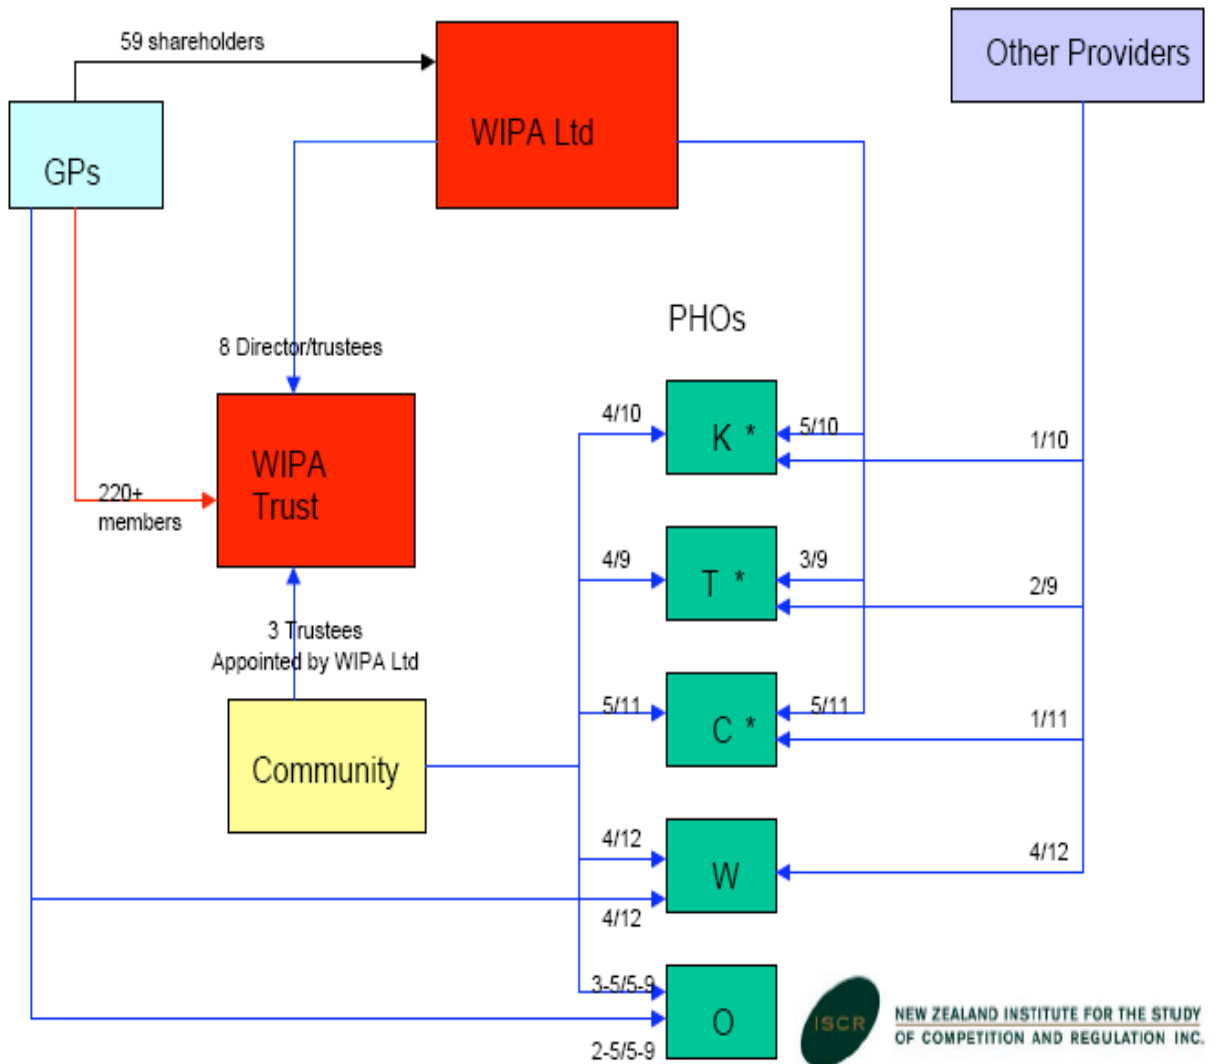 59 shareholders
Other Providers
WIPA Ltd
GPs
PHOs
8 Director/trustees
4/10
K *
5/10
1/10
WIPA
Trust
220+
members
4/9
T *
3/9
2/9
3 Trustees
Appointed by WIPA Ltd
5/11
C *
5/11
1/11
Community
4/12
W
4/12
4/12
3-5/5-9
O
2-5/5-9
ISCR
NEW ZEALAND INSTITUTE FOR THE STUDY
OF COMPETITION AND REGULATION INC.